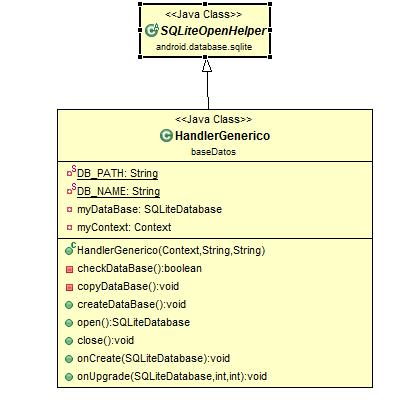 <<Java Class>>
SQLiteOpenHelper
android.database.sqlite
<<Java Class>>
HandlerGenerico
baseDatos
DB_PATH: String
DB_NAME: String
myDataBase: SQLiteDatabase
myContext: Context
HandlerGenerico(Context,String,String)
checkDataBase():boolean
copyDataBase():void
createDataBase():void
open():SQLiteDatabase
close():void
onCreate(SQLiteDatabase):void
onUpgrade(SQLiteDatabase,int,int):void